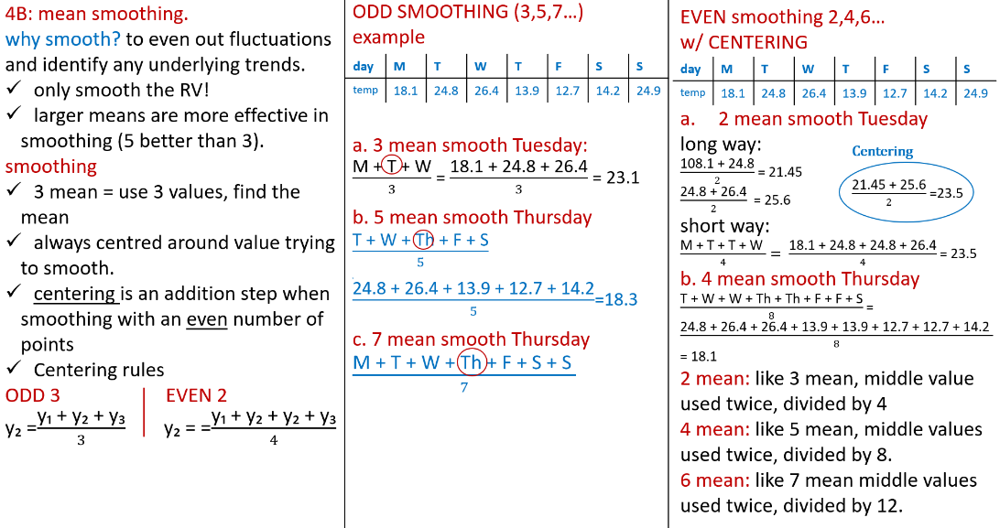 4B: mean smoothing.
why smooth? to even out fluctuations
and identify any underlying trends.
✓ only smooth the RV!
✓ larger means are more effective in
smoothing (5 better than 3).
smoothing
✓ 3 mean = use 3 values, find the
mean
✓ always centred around value trying
to smooth.
✓ centering is an addition step when
smoothing with an even number of
points
✓ Centering rules
ODD 3
y₂ = y₁ + y₂ + y₃
3
EVEN 2
y₂ = = y₁ + y₂ + y₂ + y₃
4
ODD SMOOTHING (3,5,7…)
example
day M T W T F S S
temp 18.1 24.8 26.4 13.9 12.7 14.2 24.9
a. 3 mean smooth Tuesday:
M + T + W = 18.1 + 24.8 + 26.4 = 23.1
3 3
b. 5 mean smooth Thursday
T + W + Th + F + S
5
24.8 + 26.4 + 13.9 + 12.7 + 14.2 =18.3
5
c. 7 mean smooth Thursday
M + T + W + Th + F + S + S
7
EVEN smoothing 2,4,6…
w/ CENTERING
day M T W T F S S
temp 18.1 24.8 26.4 13.9 12.7 14.2 24.9
a. 2 mean smooth Tuesday
long way:
108.1 + 24.8 = 21.45
2
24.8 + 26.4 = 25.6
2
Centering
21.45 + 25.6 =23.5
2
short way:
M + T + T + W = 18.1 + 24.8 + 24.8 + 26.4 = 23.5
4 4
b. 4 mean smooth Thursday
T + W + W + Th + Th + F + F + S =
8
24.8 + 26.4 + 26.4 + 13.9 + 13.9 + 12.7 + 12.7 + 14.2
8
= 18.1
2 mean: like 3 mean, middle value
used twice, divided by 4
4 mean: like 5 mean, middle values
used twice, divided by 8.
6 mean: like 7 mean middle values
used twice, divided by 12.